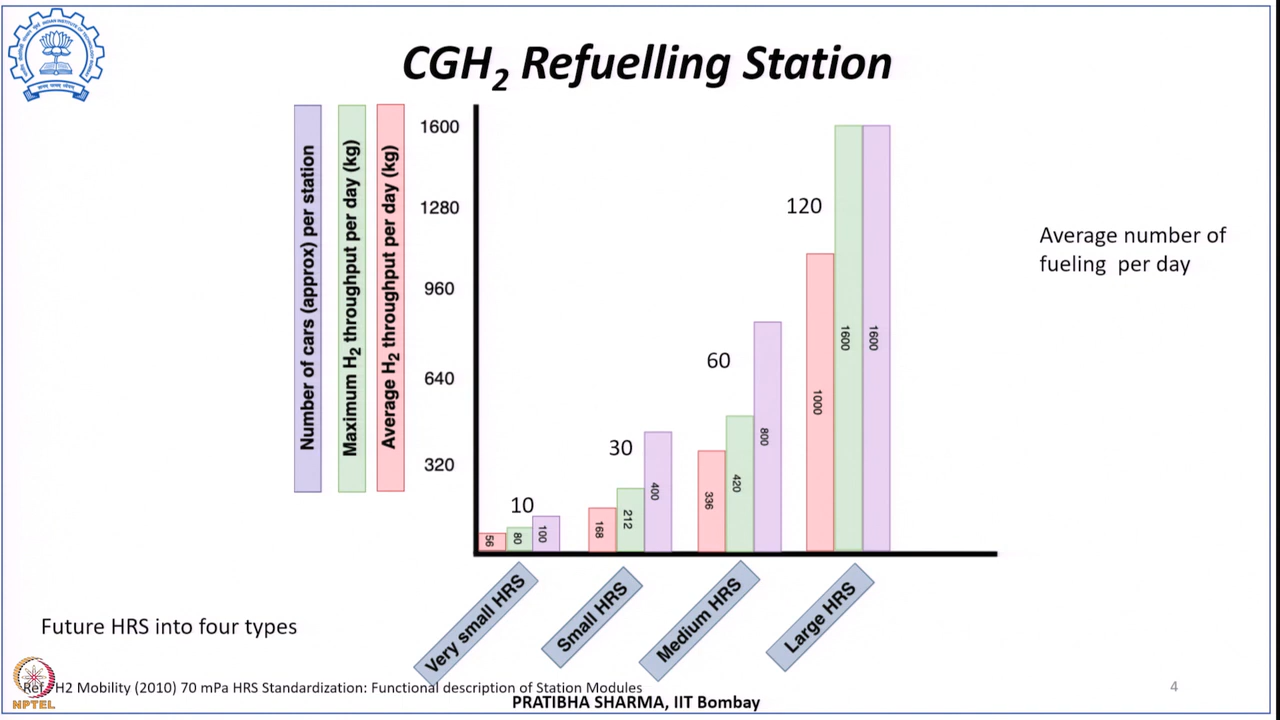 CGH2 Refuelling Station
Number of cars (approx) per station
Maximum H2 throughput per day (kg)
Average H2 throughput per day (kg)
1600
1280
960
640
320
10
30
60
120
56
80
100
168
212
400
336
420
800
1000
1600
1600
Average number of
fueling per day
Very small HRS
Small HRS
Medium HRS
Large HRS
Future HRS into four types
Ref: H2 Mobility (2010) 70 mPa HRS Standardization: Functional description of Station Modules
4
NPTEL
PRATIBHA SHARMA, IIT Bombay